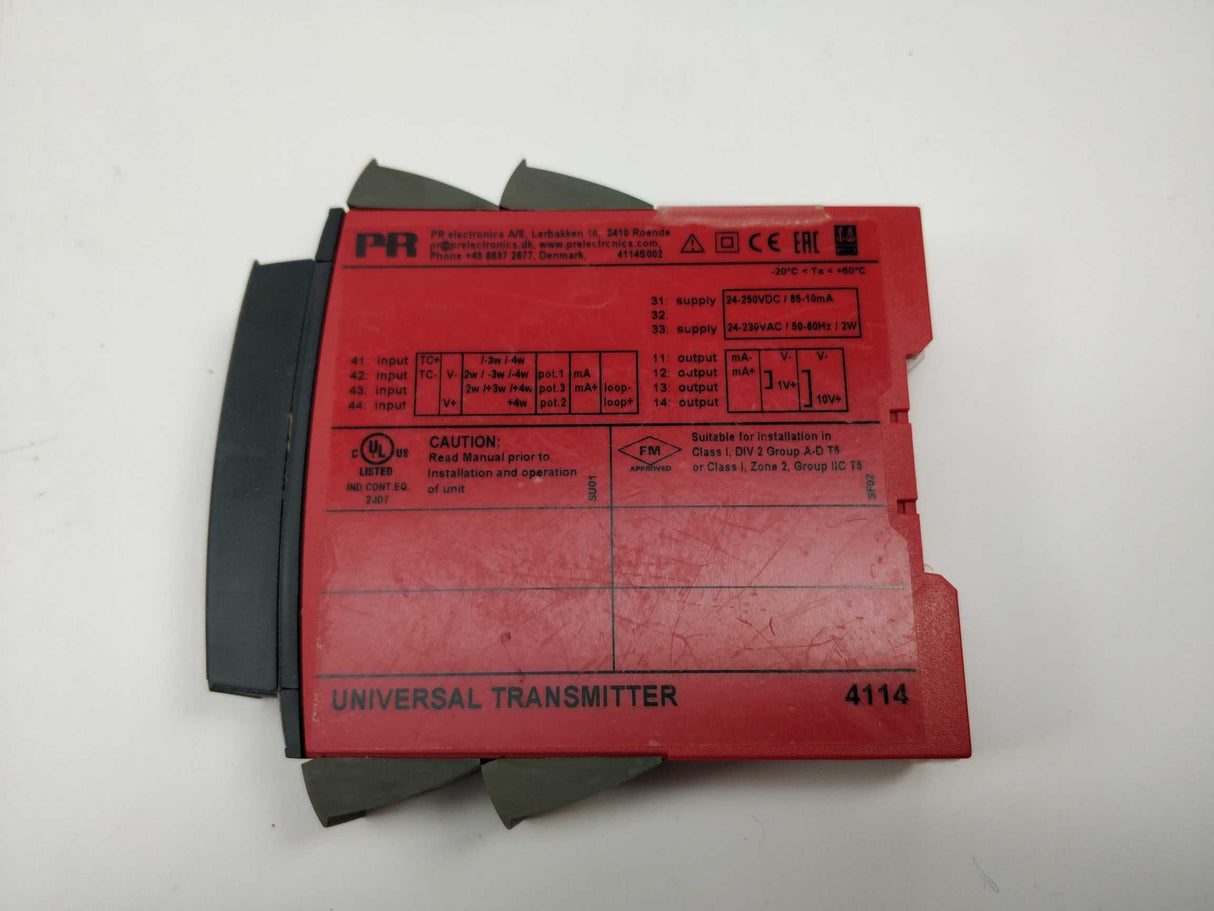 PR
PR electronics A/S, Lerbakken 10, 8410 Roende
pr@prelectronics.dk, www.prelectronics.com,
Phone +45 8637 2677, Denmark, 4114S002
CE EAC
-20°C < Ta < +60°C
31: supply 24-250VDC / 85-10mA
32.
33: supply 24-230VAC / 50-60Hz / 2W
41: input TC+ /-3w /-4w
42: input TC- V- 2w /-3w /-4w pot.1 mA
43: input 2w /+3w /+4w pot.3 mA+ loop-
44: input V+ +4w pot.2 loop+
11: output mA- V- V-
12: output mA+
13: output 1V+
14: output 10V+
C UL US
LISTED
IND.CONT.EQ.
2JD7
CAUTION:
Read Manual prior to
Installation and operation
of unit
SU01
FM
APPROVED
Suitable for installation in
Class I, DIV 2 Group A-D T5
or Class I, Zone 2, Group IIC T5
SF02
UNIVERSAL TRANSMITTER 4114